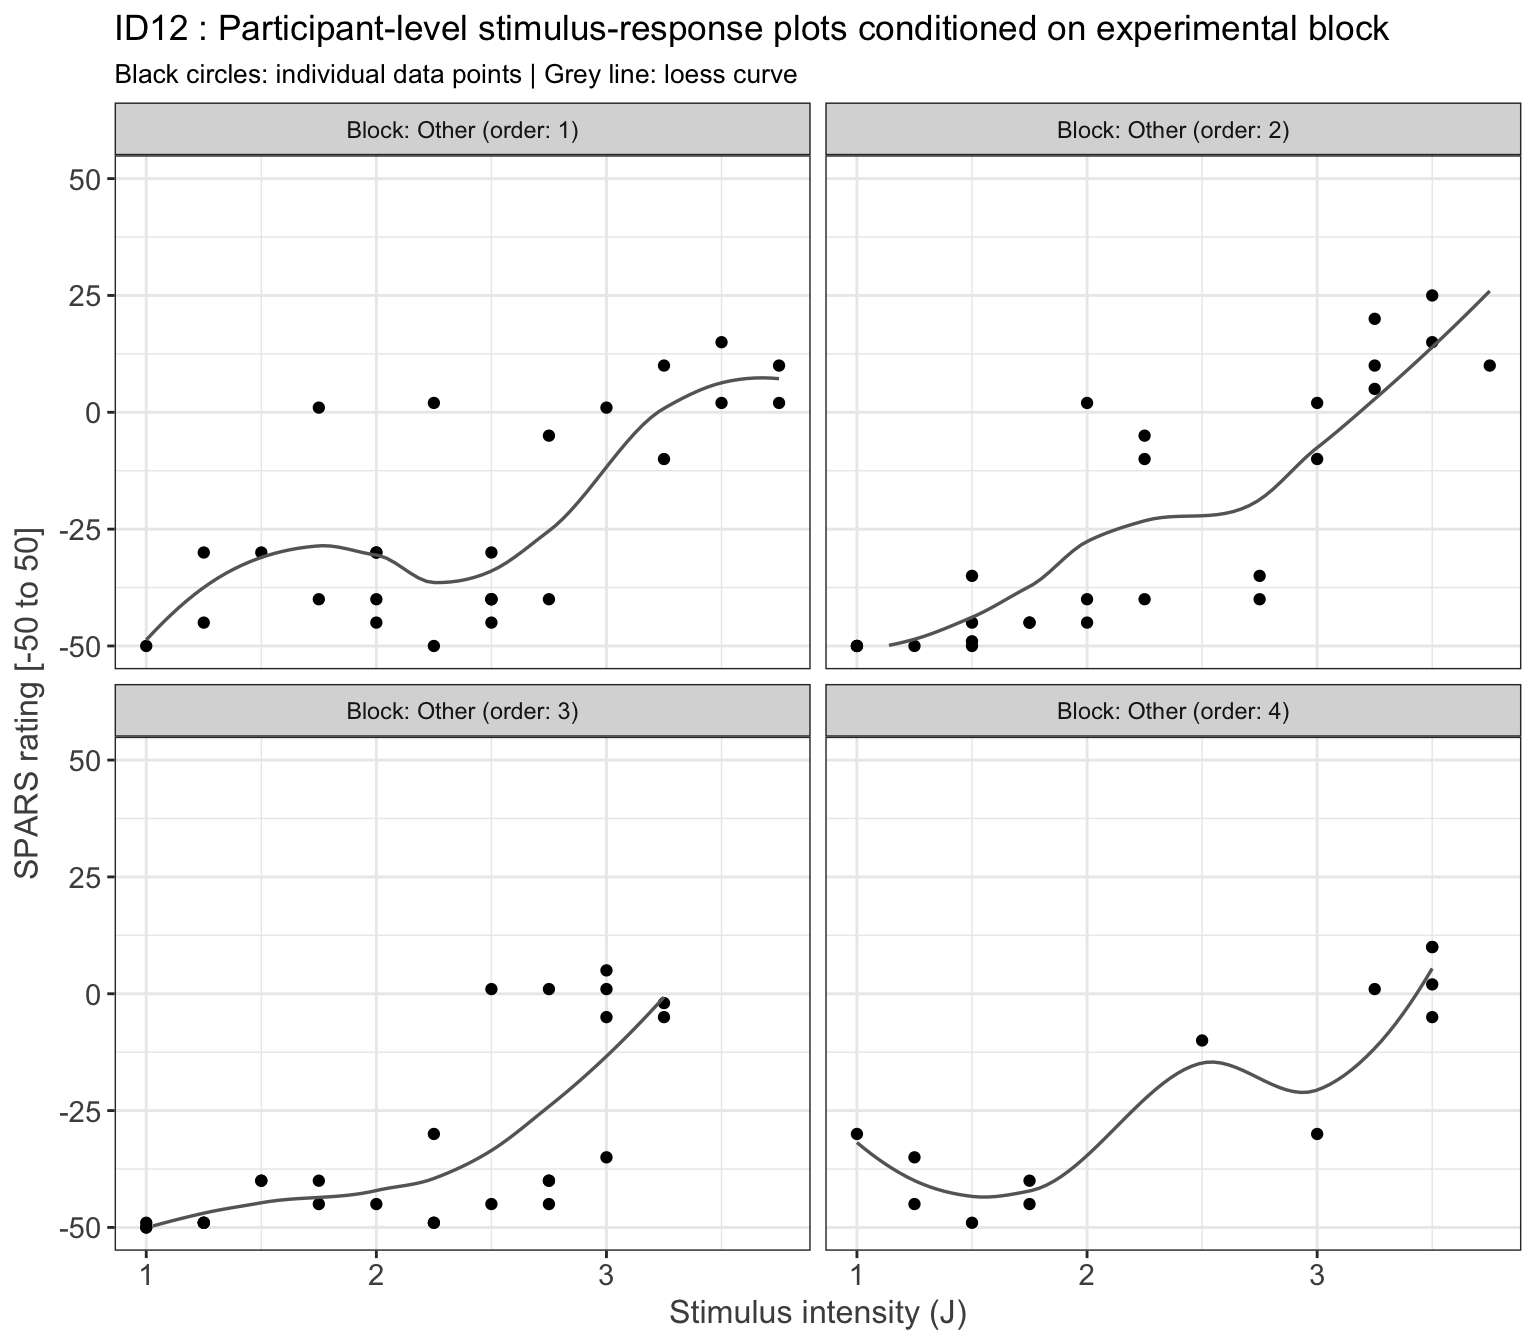 ID12 : Participant-level stimulus-response plots conditioned on experimental block
Black circles: individual data points | Grey line: loess curve
Block: Other (order: 1)
Block: Other (order: 2)
50
25
0
-25
-50
Block: Other (order: 3)
Block: Other (order: 4)
50
25
0
-25
-50
SPARS rating [-50 to 50]
1
2
3
1
2
3
Stimulus intensity (J)